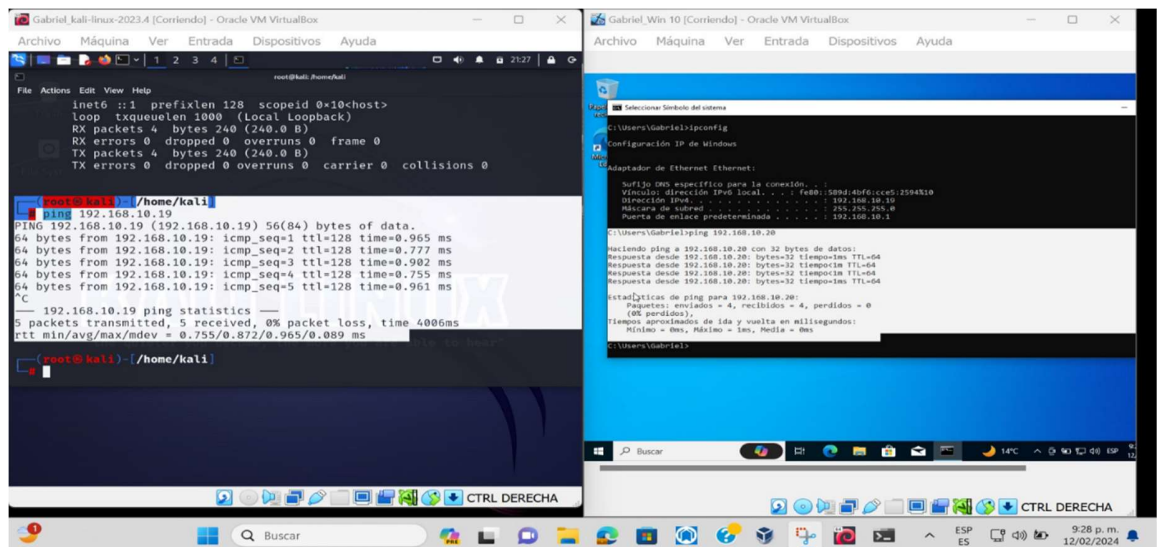 Gabriel_kali-linux-2023.4 [Corriendo] - Oracle VM VirtualBox
Archivo Máquina Ver Entrada Dispositivos Ayuda
1 2 3 4
21:27
root@kali: /home/kali
File Actions Edit View Help
inet6 ::1 prefixlen 128 scopeid 0×10<host>
loop txqueuelen 1000 (Local Loopback)
RX packets 4 bytes 240 (240.0 B)
RX errors 0 dropped 0 overruns 0 frame 0
TX packets 4 bytes 240 (240.0 B)
TX errors 0 dropped 0 overruns 0 carrier 0 collisions 0
(root㉿kali)-[/home/kali]
# ping 192.168.10.19
PING 192.168.10.19 (192.168.10.19) 56(84) bytes of data.
64 bytes from 192.168.10.19: icmp_seq=1 ttl=128 time=0.965 ms
64 bytes from 192.168.10.19: icmp_seq=2 ttl=128 time=0.777 ms
64 bytes from 192.168.10.19: icmp_seq=3 ttl=128 time=0.902 ms
64 bytes from 192.168.10.19: icmp_seq=4 ttl=128 time=0.755 ms
64 bytes from 192.168.10.19: icmp_seq=5 ttl=128 time=0.961 ms
^C
— 192.168.10.19 ping statistics —
5 packets transmitted, 5 received, 0% packet loss, time 4006ms
rtt min/avg/max/mdev = 0.755/0.872/0.965/0.089 ms
(root㉿kali)-[/home/kali]
#
CTRL DERECHA
Gabriel_Win 10 [Corriendo] - Oracle VM VirtualBox
Archivo Máquina Ver Entrada Dispositivos Ayuda
Seleccionar Símbolo del sistema
C:\Users\Gabriel>ipconfig
Configuración IP de Windows
Adaptador de Ethernet Ethernet:
Sufijo DNS específico para la conexión. . :
Vínculo: dirección IPv6 local. . . : fe80::589d:4bf6:cce5:2594%10
Dirección IPv4. . . . . . . . . . . . . . : 192.168.10.19
Máscara de subred . . . . . . . . . . . . : 255.255.255.0
Puerta de enlace predeterminada . . . . . : 192.168.10.1
C:\Users\Gabriel>ping 192.168.10.20
Haciendo ping a 192.168.10.20 con 32 bytes de datos:
Respuesta desde 192.168.10.20: bytes=32 tiempo=1ms TTL=64
Respuesta desde 192.168.10.20: bytes=32 tiempo<1m TTL=64
Respuesta desde 192.168.10.20: bytes=32 tiempo<1m TTL=64
Respuesta desde 192.168.10.20: bytes=32 tiempo=1ms TTL=64
Estadísticas de ping para 192.168.10.20:
Paquetes: enviados = 4, recibidos = 4, perdidos = 0
(0% perdidos),
Tiempos aproximados de ida y vuelta en milisegundos:
Mínimo = 0ms, Máximo = 1ms, Media = 0ms
C:\Users\Gabriel>
Buscar
14°C
ESP
CTRL DERECHA
Buscar
ESP
ES
9:28 p. m.
12/02/2024